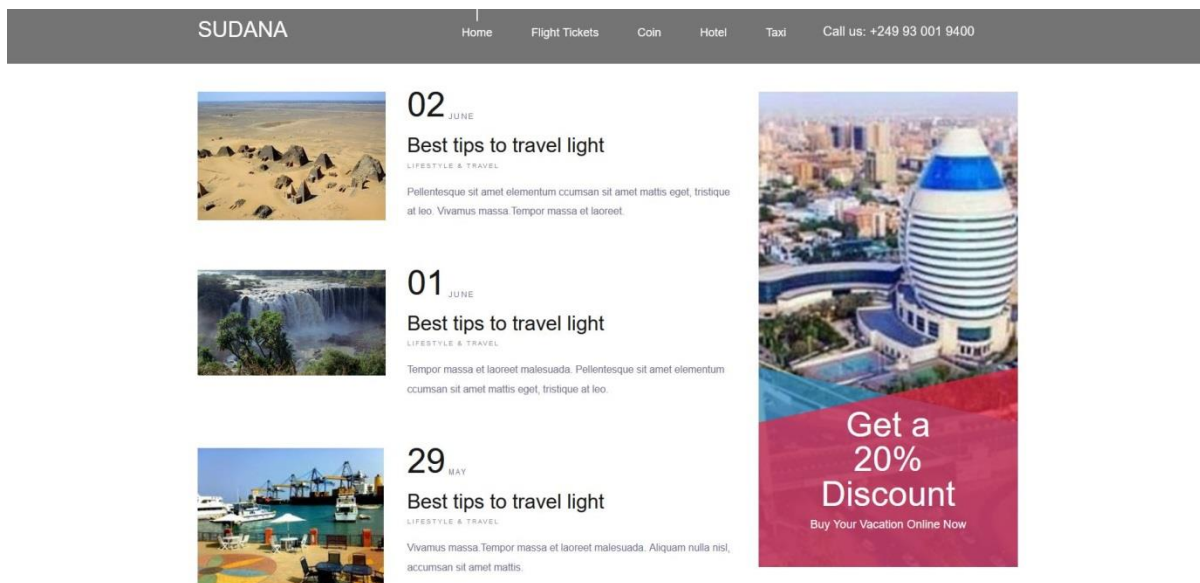 SUDANA
Home Flight Tickets Coin Hotel Taxi Call us: +249 93 001 9400
02 JUNE
Best tips to travel light
LIFESTYLE & TRAVEL
Pellentesque sit amet elementum ccumsan sit amet mattis eget, tristique
at leo. Vivamus massa.Tempor massa et laoreet.
01 JUNE
Best tips to travel light
LIFESTYLE & TRAVEL
Tempor massa et laoreet malesuada. Pellentesque sit amet elementum
ccumsan sit amet mattis eget, tristique at leo.
29 MAY
Best tips to travel light
LIFESTYLE & TRAVEL
Vivamus massa.Tempor massa et laoreet malesuada. Aliquam nulla nisl,
accumsan sit amet mattis.
Get a
20%
Discount
Buy Your Vacation Online Now